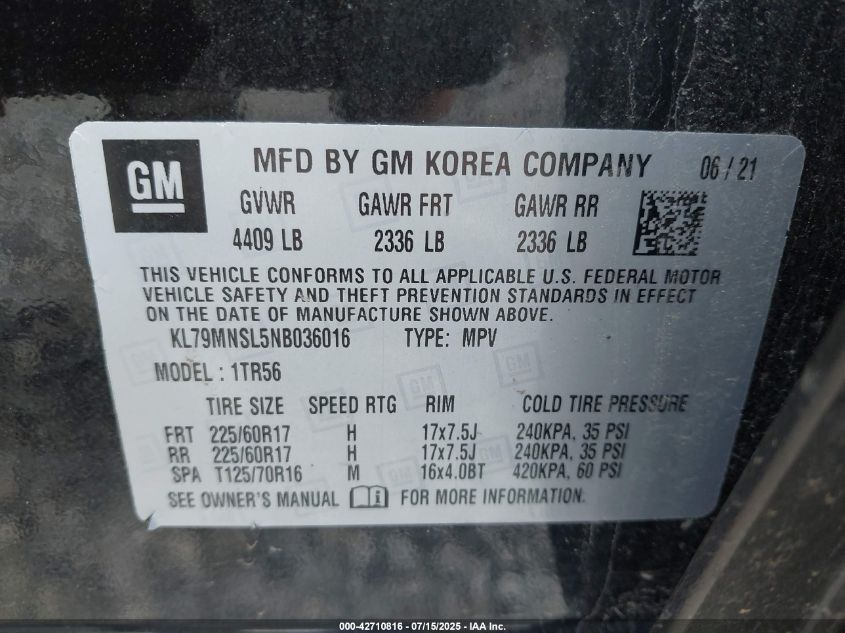 GM MFD BY GM KOREA COMPANY 06/21
GVWR GAWR FRT GAWR RR
4409 LB 2336 LB 2336 LB
THIS VEHICLE CONFORMS TO ALL APPLICABLE U.S. FEDERAL MOTOR
VEHICLE SAFETY AND THEFT PREVENTION STANDARDS IN EFFECT
ON THE DATE OF MANUFACTURE SHOWN ABOVE.
KL79MNSL5NB036016 TYPE: MPV
MODEL : 1TR56
TIRE SIZE SPEED RTG RIM COLD TIRE PRESSURE
FRT 225/60R17 H 17x7.5J 240KPA, 35 PSI
RR 225/60R17 H 17x7.5J 240KPA, 35 PSI
SPA T125/70R16 M 16x4.0BT 420KPA, 60 PSI
SEE OWNER'S MANUAL FOR MORE INFORMATION.
000-42710816 - 07/15/2025 - IAA Inc.